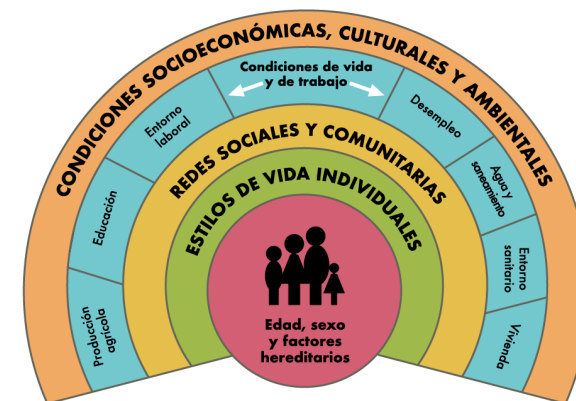 CONDICIONES SOCIOECONÓMICAS, CULTURALES Y AMBIENTALES
Condiciones de vida
y de trabajo
Producción
agrícola
Educación
Entorno
laboral
Desempleo
Agua y
saneamiento
Entorno
sanitario
Vivienda
REDES SOCIALES Y COMUNITARIAS
ESTILOS DE VIDA INDIVIDUALES
Edad, sexo
y factores
hereditarios